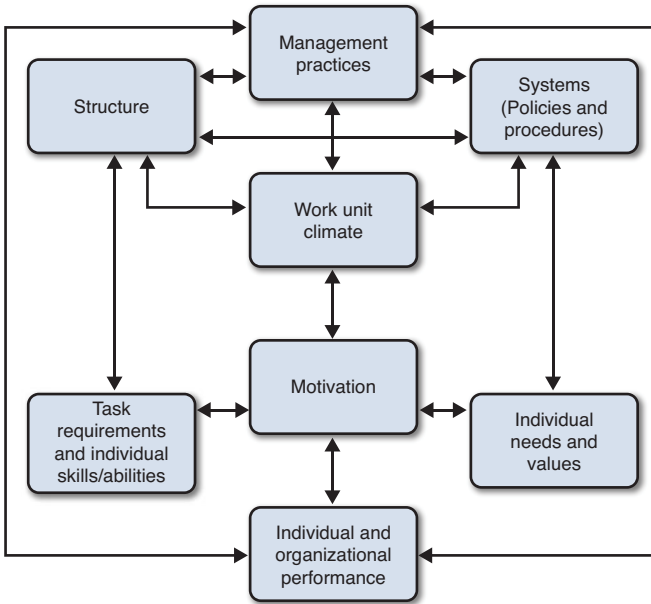 Management
practices
Structure
Systems
(Policies and
procedures)
Work unit
climate
Motivation
Task
requirements
and individual
skills/abilities
Individual
needs and
values
Individual and
organizational
performance